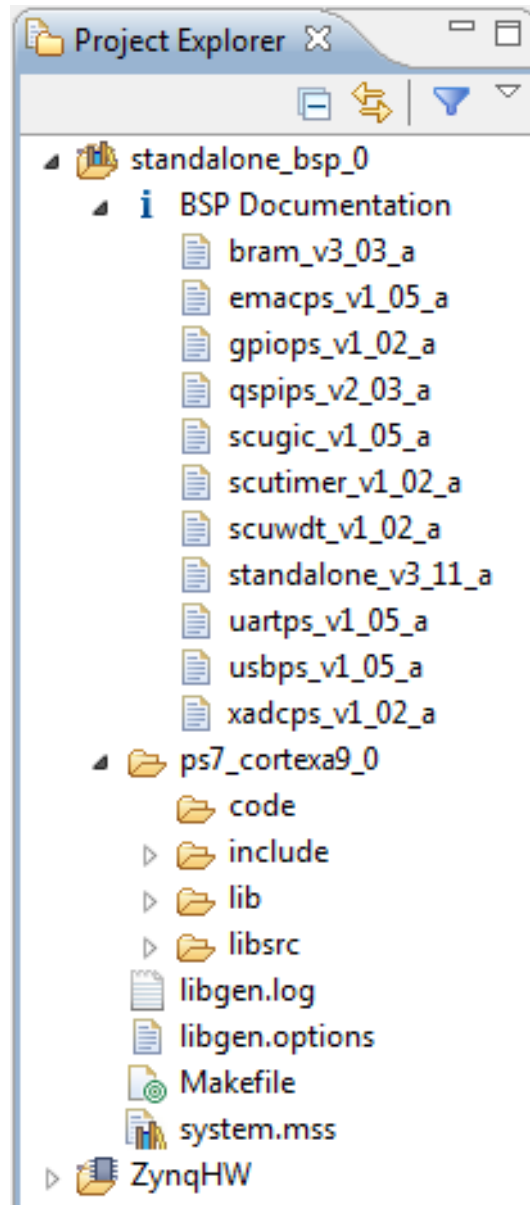 Project Explorer
standalone_bsp_0
i BSP Documentation
bram_v3_03_a
emacps_v1_05_a
gpiops_v1_02_a
qspips_v2_03_a
scugic_v1_05_a
scutimer_v1_02_a
scuwdt_v1_02_a
standalone_v3_11_a
uartps_v1_05_a
usbps_v1_05_a
xadcps_v1_02_a
ps7_cortexa9_0
code
include
lib
libsrc
libgen.log
libgen.options
Makefile
system.mss
ZynqHW